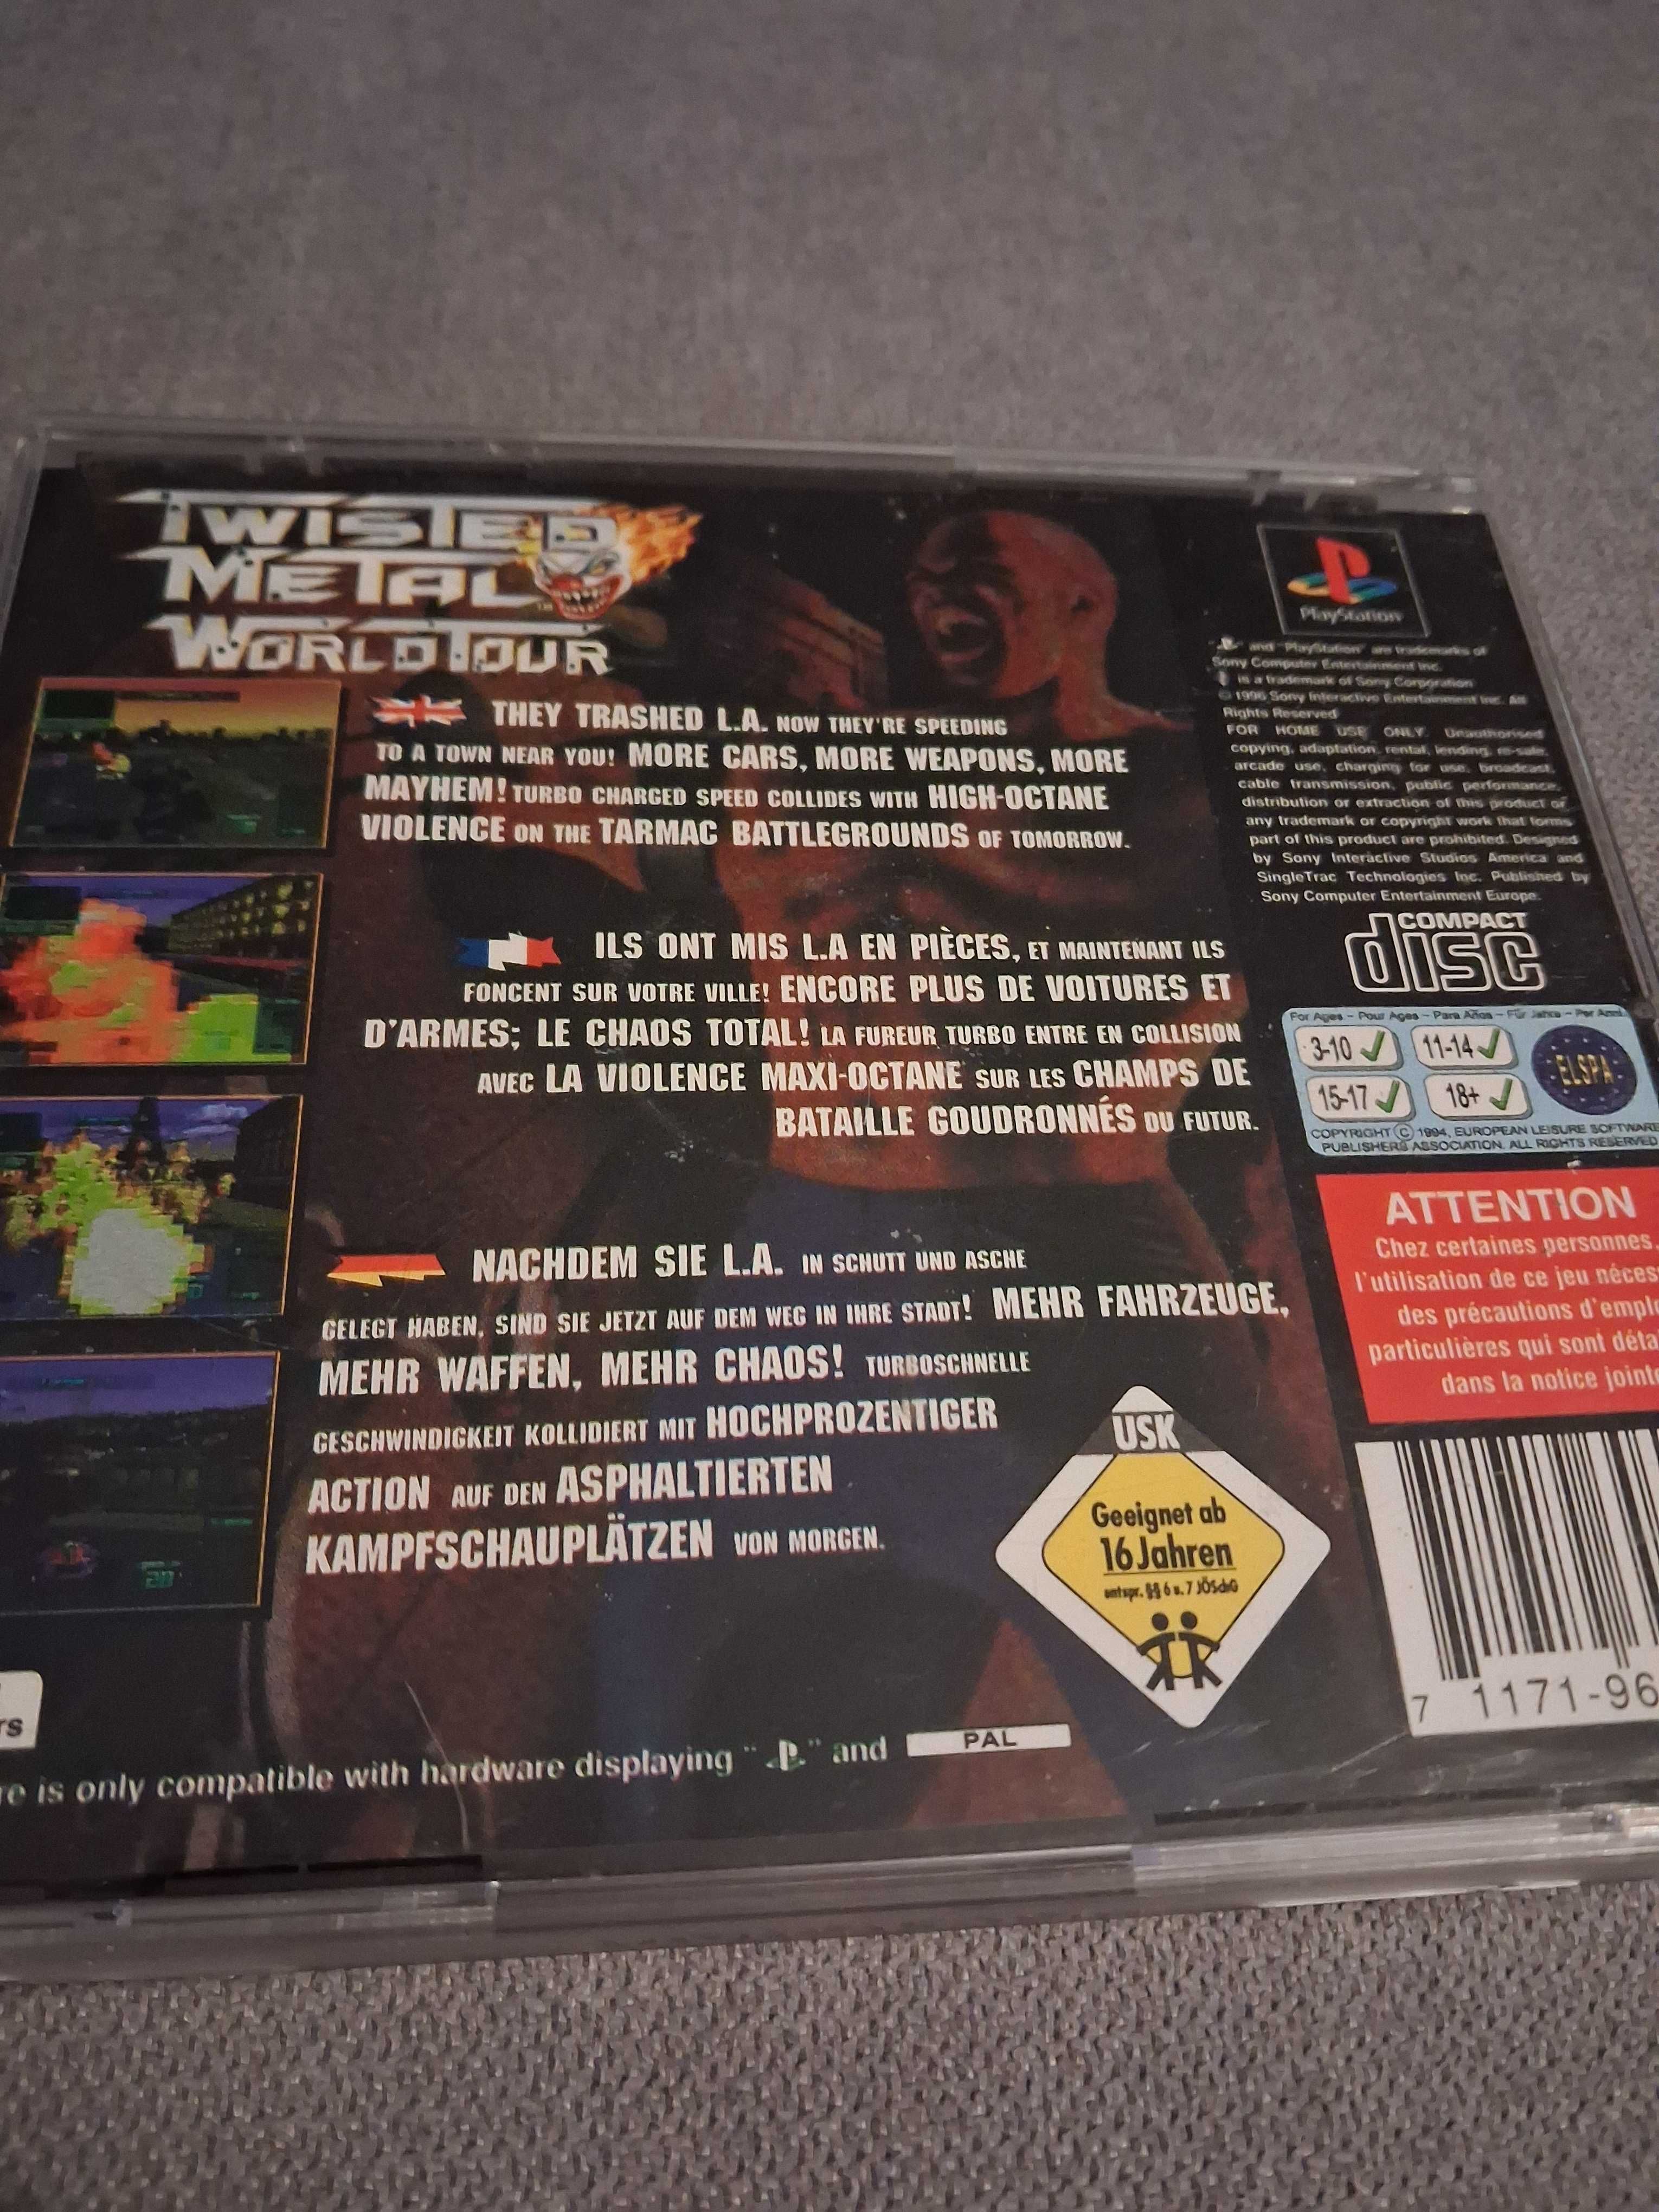 TWISTED
METAL
WORLD TOUR
THEY TRASHED L.A. NOW THEY'RE SPEEDING
TO A TOWN NEAR YOU! MORE CARS, MORE WEAPONS, MORE
MAYHEM! TURBO CHARGED SPEED COLLIDES WITH HIGH-OCTANE
VIOLENCE ON THE TARMAC BATTLEGROUNDS OF TOMORROW.
ILS ONT MIS L.A EN PIÈCES, ET MAINTENANT ILS
FONCENT SUR VOTRE VILLE! ENCORE PLUS DE VOITURES ET
D'ARMES; LE CHAOS TOTAL! LA FUREUR TURBO ENTRE EN COLLISION
AVEC LA VIOLENCE MAXI-OCTANE SUR LES CHAMPS DE
BATAILLE GOUDRONNÉS DU FUTUR.
NACHDEM SIE L.A. IN SCHUTT UND ASCHE
GELEGT HABEN, SIND SIE JETZT AUF DEM WEG IN IHRE STADT! MEHR FAHRZEUGE,
MEHR WAFFEN, MEHR CHAOS! TURBOSCHNELLE
GESCHWINDIGKEIT KOLLIDIERT MIT HOCHPROZENTIGER
ACTION AUF DEN ASPHALTIERTEN
KAMPFSCHAUPLÄTZEN VON MORGEN.
USK
Geeignet ab
16 Jahren
entspr. §§ 6 u. 7 JÖSchG
rs
re is only compatible with hardware displaying " " and PAL
PlayStation
" " and "PlayStation" are trademarks of
Sony Computer Entertainment Inc.
is a trademark of Sony Corporation
© 1996 Sony Interactive Entertainment Inc. All
Rights Reserved
FOR HOME USE ONLY. Unauthorised
copying, adaptation, rental, lending, re-sale,
arcade use, charging for use, broadcast,
cable transmission, public performance,
distribution or extraction of this product or
any trademark or copyright work that forms
part of this product are prohibited. Designed
by Sony Interactive Studios America and
SingleTrac Technologies Inc. Published by
Sony Computer Entertainment Europe.
COMPACT
disc
For Ages - Pour Ages - Para Años - Für Jahre - Per Anni
3-10 11-14
15-17 18+
ELSPA
COPYRIGHT © 1994, EUROPEAN LEISURE SOFTWARE
PUBLISHERS ASSOCIATION. ALL RIGHTS RESERVED
ATTENTION
Chez certaines personnes,
l'utilisation de ce jeu néces
des précautions d'emplo
particulières qui sont déta
dans la notice jointe
7 1171-96